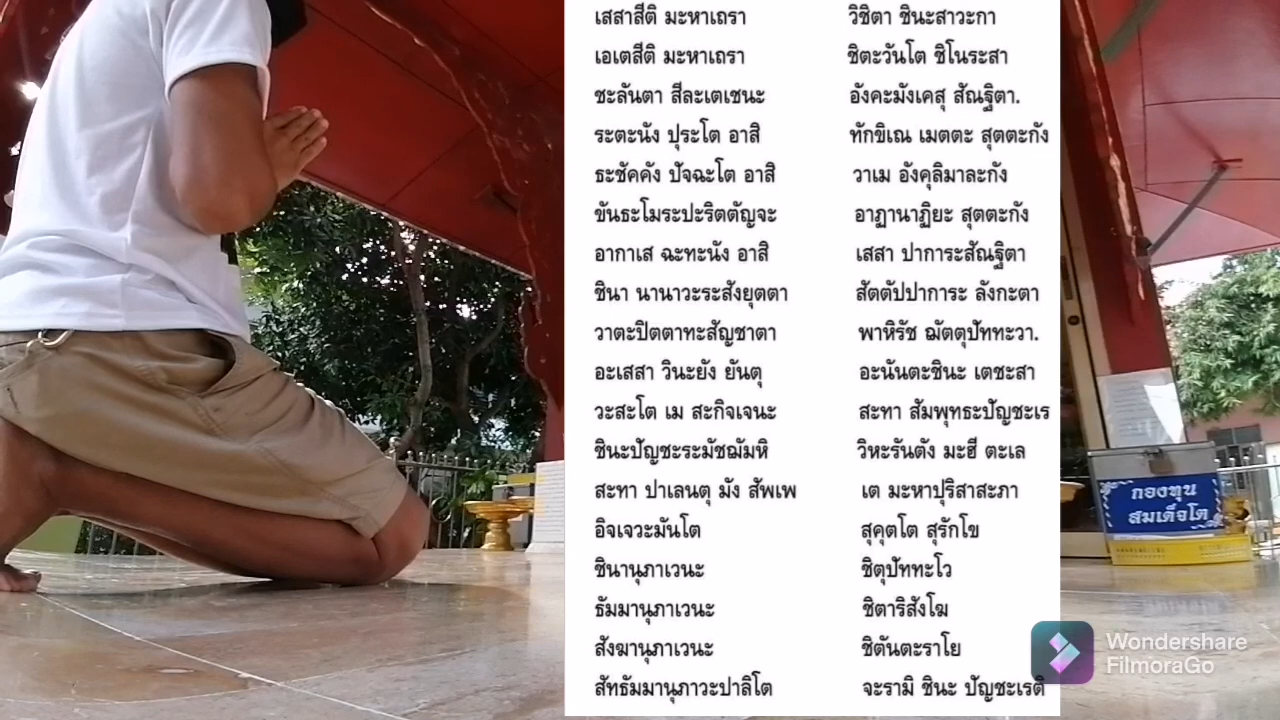 เสสาสีติ มะหาเถรา วิชิตา ชินะสาวะกา
เอเตสีติ มะหาเถรา ชิตะวันโต ชิโนระสา
ชะลันตา สีละเตเชนะ อังคะมังเคสุ สัณฐิตา.
ระตะนัง ปุระโต อาสิ ทักขิเณ เมตตะ สุตตะกัง
ธะชัคคัง ปัจฉะโต อาสิ วาเม อังคุลิมาละกัง
ขันธะโมระปะริตตัญจะ อาฏานาฏิยะ สุตตะกัง
อากาเส ฉะทะนัง อาสิ เสสา ปาการะสัณฐิตา
ชินา นานาวะระสังยุตตา สัตตัปปาการะ ลังกะตา
วาตะปิตตาทะสัญชาตา พาหิรัช ฌัตตุปัททะวา.
อะเสสา วินะยัง ยันตุ อะนันตะชินะ เตชะสา
วะสะโต เม สะกิจเจนะ สะทา สัมพุทธะปัญชะเร
ชินะปัญชะระมัชฌัมหิ วิหะรันตัง มะฮี ตะเล
สะทา ปาเลนตุ มัง สัพเพ เต มะหาปุริสาสะภา
อิจเจวะมันโต สุคุตโต สุรักโข
ชินานุภาเวนะ ชิตุปัททะโว
ธัมมานุภาเวนะ ชิตาริสังโฆ
สังฆานุภาเวนะ ชิตันตะราโย
สัทธัมมานุภาวะปาลิโต จะรามิ ชินะ ปัญชะเรติ
กองทุน
สมเด็จโต
Wondershare
FilmoraGo